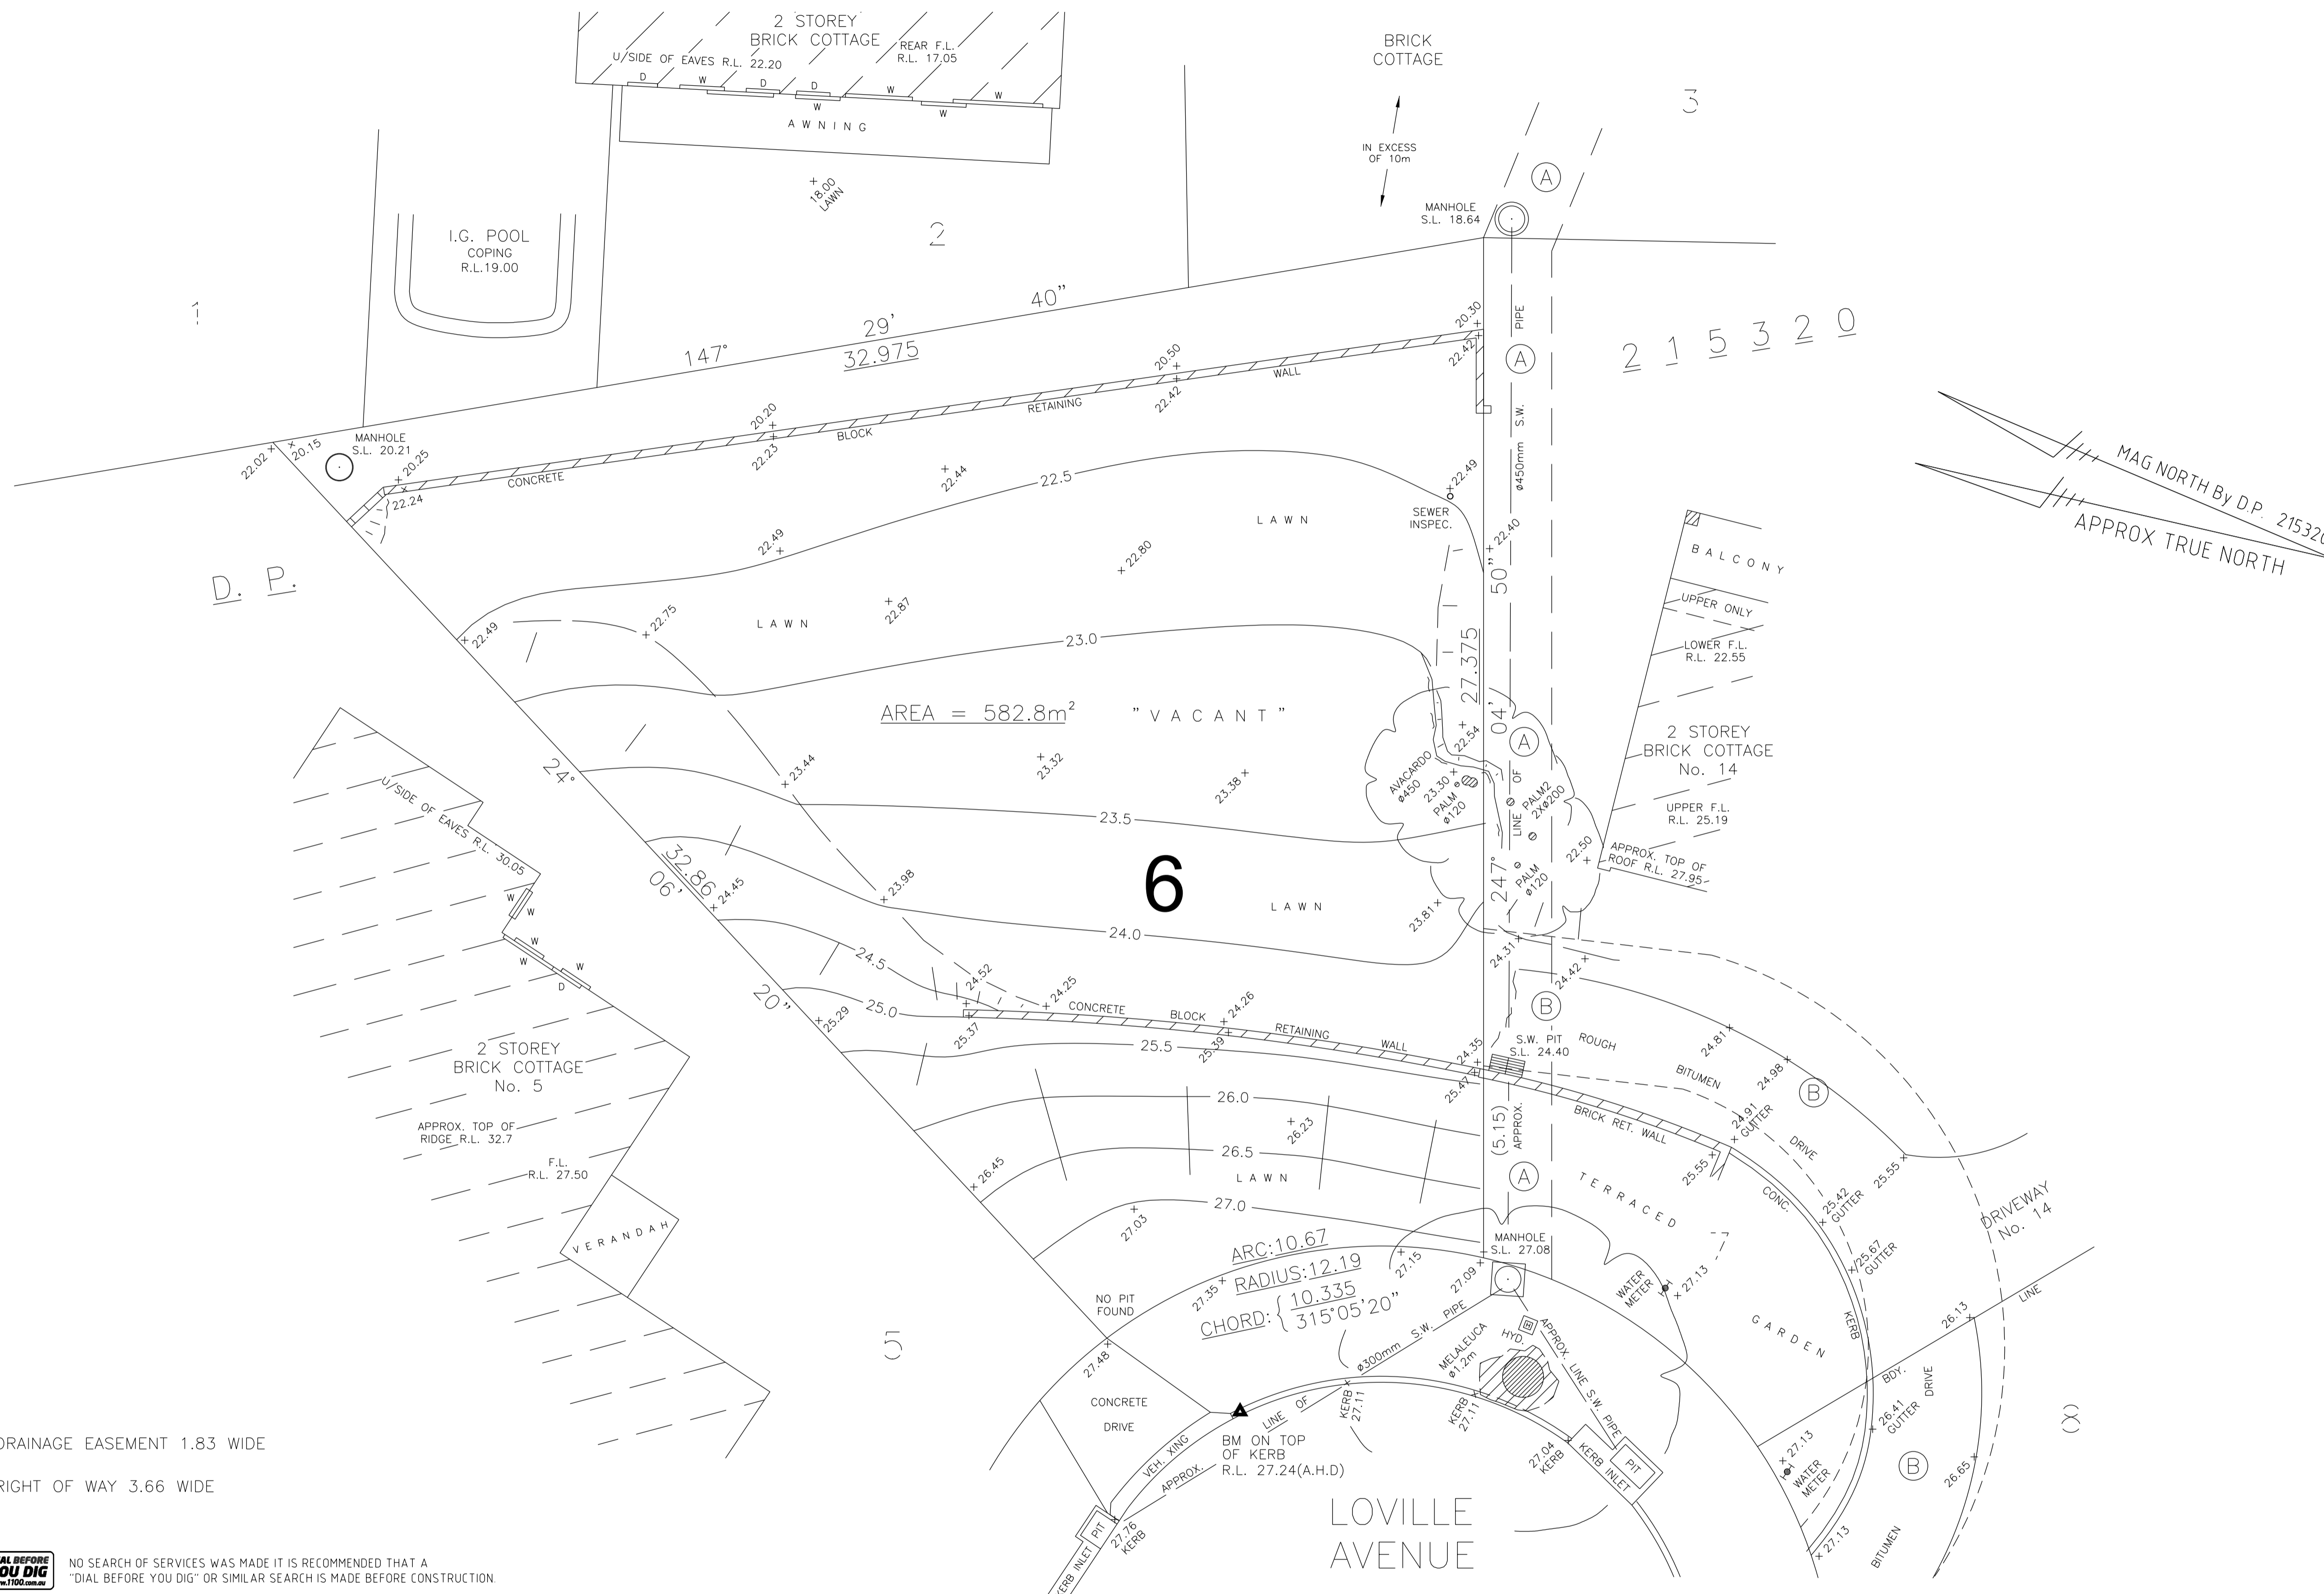 2 STOREY
BRICK COTTAGE
U/SIDE OF EAVES R.L. 22.20
REAR F.L.
R.L. 17.05
D
W
D
D
W
W
W
W
AWNING
BRICK
COTTAGE
3
IN EXCESS
OF 10m
A
MANHOLE
S.L. 18.64
18.00
LAWN
I.G. POOL
COPING
R.L.19.00
2
1
147°
29'
40"
32.975
20.30
22.42
PIPE
A
S.W.
ø450mm
2 1 5 3 2 0
MAG NORTH By D.P. 215320
APPROX TRUE NORTH
22.02
20.15
MANHOLE
S.L. 20.21
20.25
22.24
20.20
22.23
20.50
22.42
CONCRETE
BLOCK
RETAINING
WALL
22.44
22.5
22.49
SEWER
INSPEC.
22.40
LAWN
22.49
22.80
D. P.
22.49
22.75
22.87
LAWN
23.0
50"
27.375
04'
247°
BALCONY
UPPER ONLY
LOWER F.L.
R.L. 22.55
2 STOREY
BRICK COTTAGE
No. 14
UPPER F.L.
R.L. 25.19
APPROX. TOP OF
ROOF R.L. 27.95
AREA = 582.8m²
"VACANT"
22.54
A
LINE OF
AVACARDO
ø450
23.30
PALM
ø120
PALM2
2Xø200
PALM
ø120
22.50
24°
06'
20"
32.86
23.44
23.32
23.38
23.5
6
23.98
24.45
LAWN
23.81
24.0
24.31
24.42
U/SIDE OF EAVES R.L. 30.05
W
W
W
W
W
D
24.5
24.52
24.25
25.0
25.29
25.37
CONCRETE
BLOCK
RETAINING
WALL
24.26
25.39
24.35
25.47
B
S.W. PIT
S.L. 24.40
ROUGH
BITUMEN
DRIVE
24.81
24.98
B
24.91
GUTTER
BRICK RET. WALL
25.55
25.55
25.42
GUTTER
25.67
GUTTER
CONC.
KERB
DRIVEWAY
No. 14
2 STOREY
BRICK COTTAGE
No. 5
APPROX. TOP OF
RIDGE R.L. 32.7
F.L.
R.L. 27.50
VERANDAH
25.5
26.0
26.23
26.5
26.45
LAWN
27.0
27.03
(5.15)
APPROX.
A
TERRACED
GARDEN
7
ARC:10.67
RADIUS:12.19
CHORD:{ 10.335
315°05'20"
27.35
27.15
27.09
MANHOLE
S.L. 27.08
WATER
METER
27.13
NO PIT
FOUND
5
27.48
CONCRETE
DRIVE
VEH. XING
APPROX.
LINE OF
ø300mm S.W. PIPE
MELALEUCA
ø1.2m
HYD.
H
APPROX. LINE S.W. PIPE
KERB
27.11
KERB
27.11
27.04
KERB
KERB INLET
PIT
BM ON TOP
OF KERB
R.L. 27.24(A.H.D)
27.76
KERB
PIT
KERB INLET
LOVILLE
AVENUE
26.13
BDY.
LINE
26.41
GUTTER
DRIVE
27.13
WATER
METER
B
26.65
27.13
BITUMEN
8
DRAINAGE EASEMENT 1.83 WIDE
RIGHT OF WAY 3.66 WIDE
AL BEFORE
OU DIG
w.1100.com.au
NO SEARCH OF SERVICES WAS MADE IT IS RECOMMENDED THAT A
"DIAL BEFORE YOU DIG" OR SIMILAR SEARCH IS MADE BEFORE CONSTRUCTION.